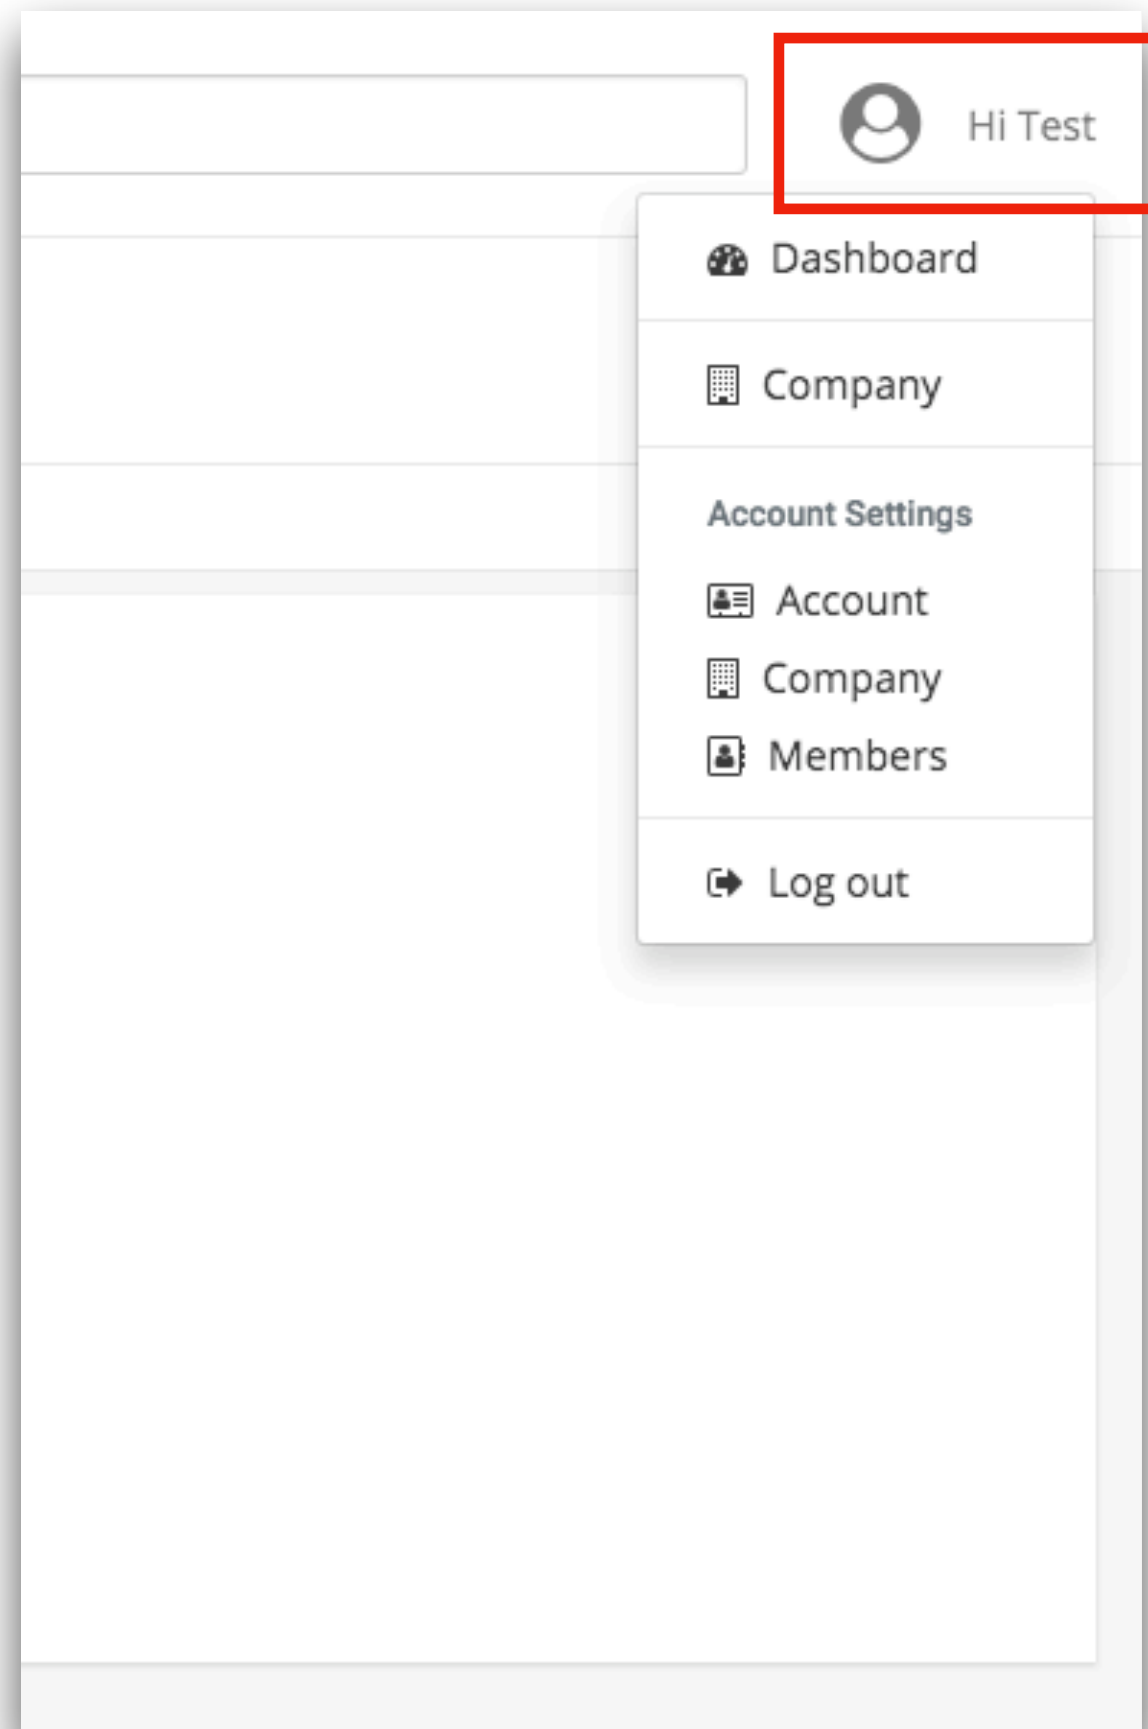 Hi Test
Dashboard
Company
Account Settings
Account
Company
Members
Log out